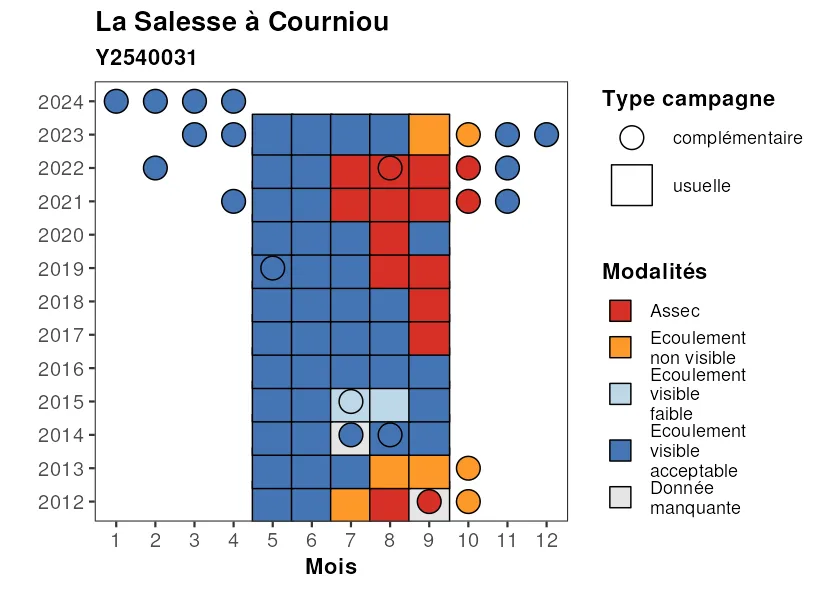 La Salesse à Courniou
Y2540031
2024
2023
2022
2021
2020
2019
2018
2017
2016
2015
2014
2013
2012
1 2 3 4 5 6 7 8 9 10 11 12
Mois
Type campagne
complémentaire
usuelle
Modalités
Assec
Ecoulement
non visible
Ecoulement
visible
faible
Ecoulement
visible
acceptable
Donnée
manquante